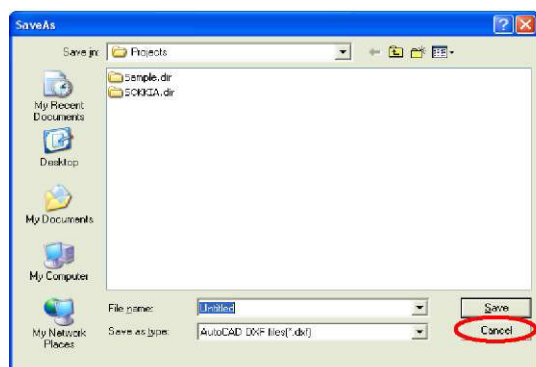 SaveAs
Save in:
Projects
Sample.dir
SOKKIA.dir
My Recent
Documents
Desktop
My Documents
My Computer
My Network
Places
File name:
Untitled
Save
Save as type:
AutoCAD DXF files(*.dxf)
Cancel